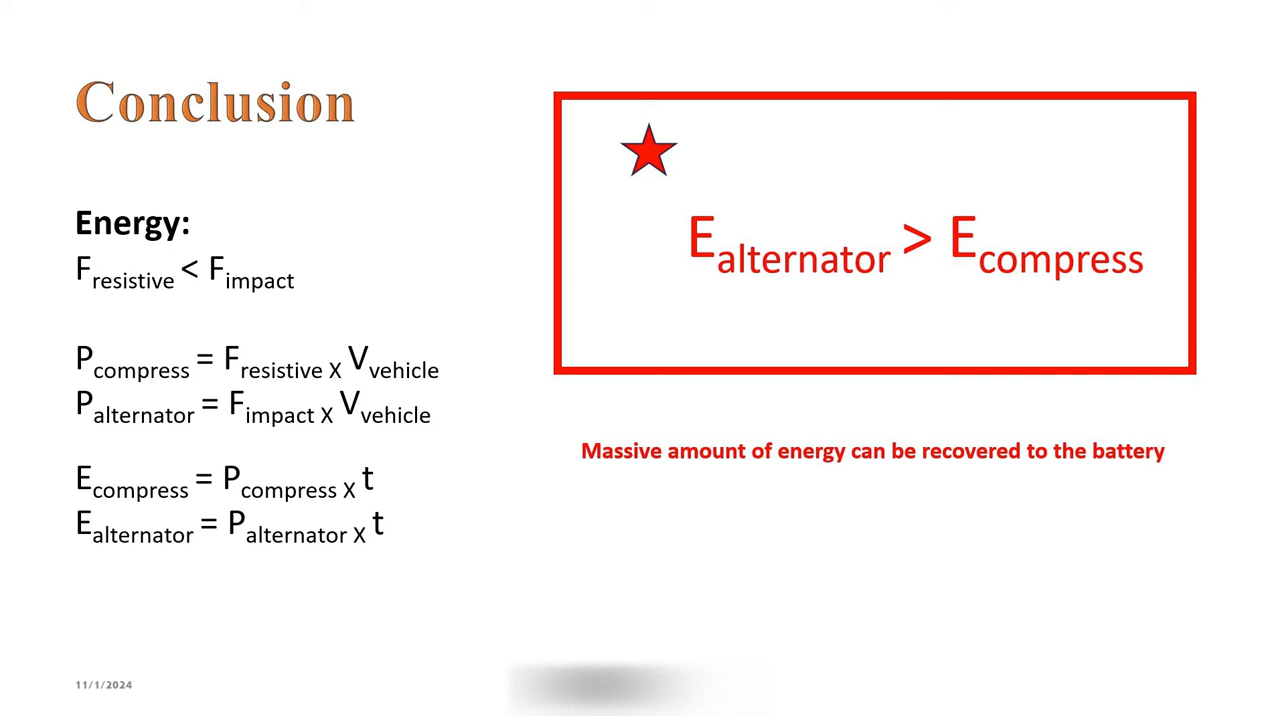 Conclusion
Energy:
Fresistive < Fimpact
Pcompress = Fresistive X Vvehicle
Palternator = Fimpact X Vvehicle
Ecompress = Pcompress X t
Ealternator = Palternator X t
Ealternator > Ecompress
Massive amount of energy can be recovered to the battery
11/1/2024